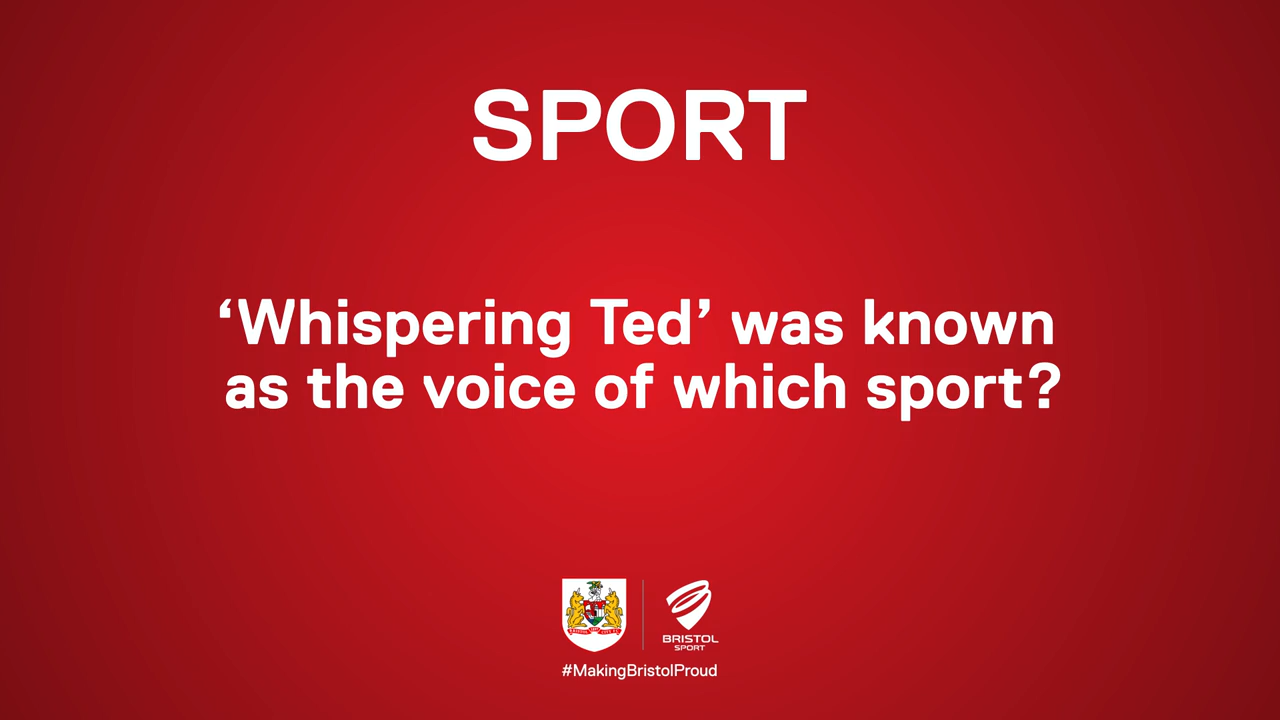 SPORT
‘Whispering Ted’ was known
as the voice of which sport?
BRISTOL
SPORT
#MakingBristolProud